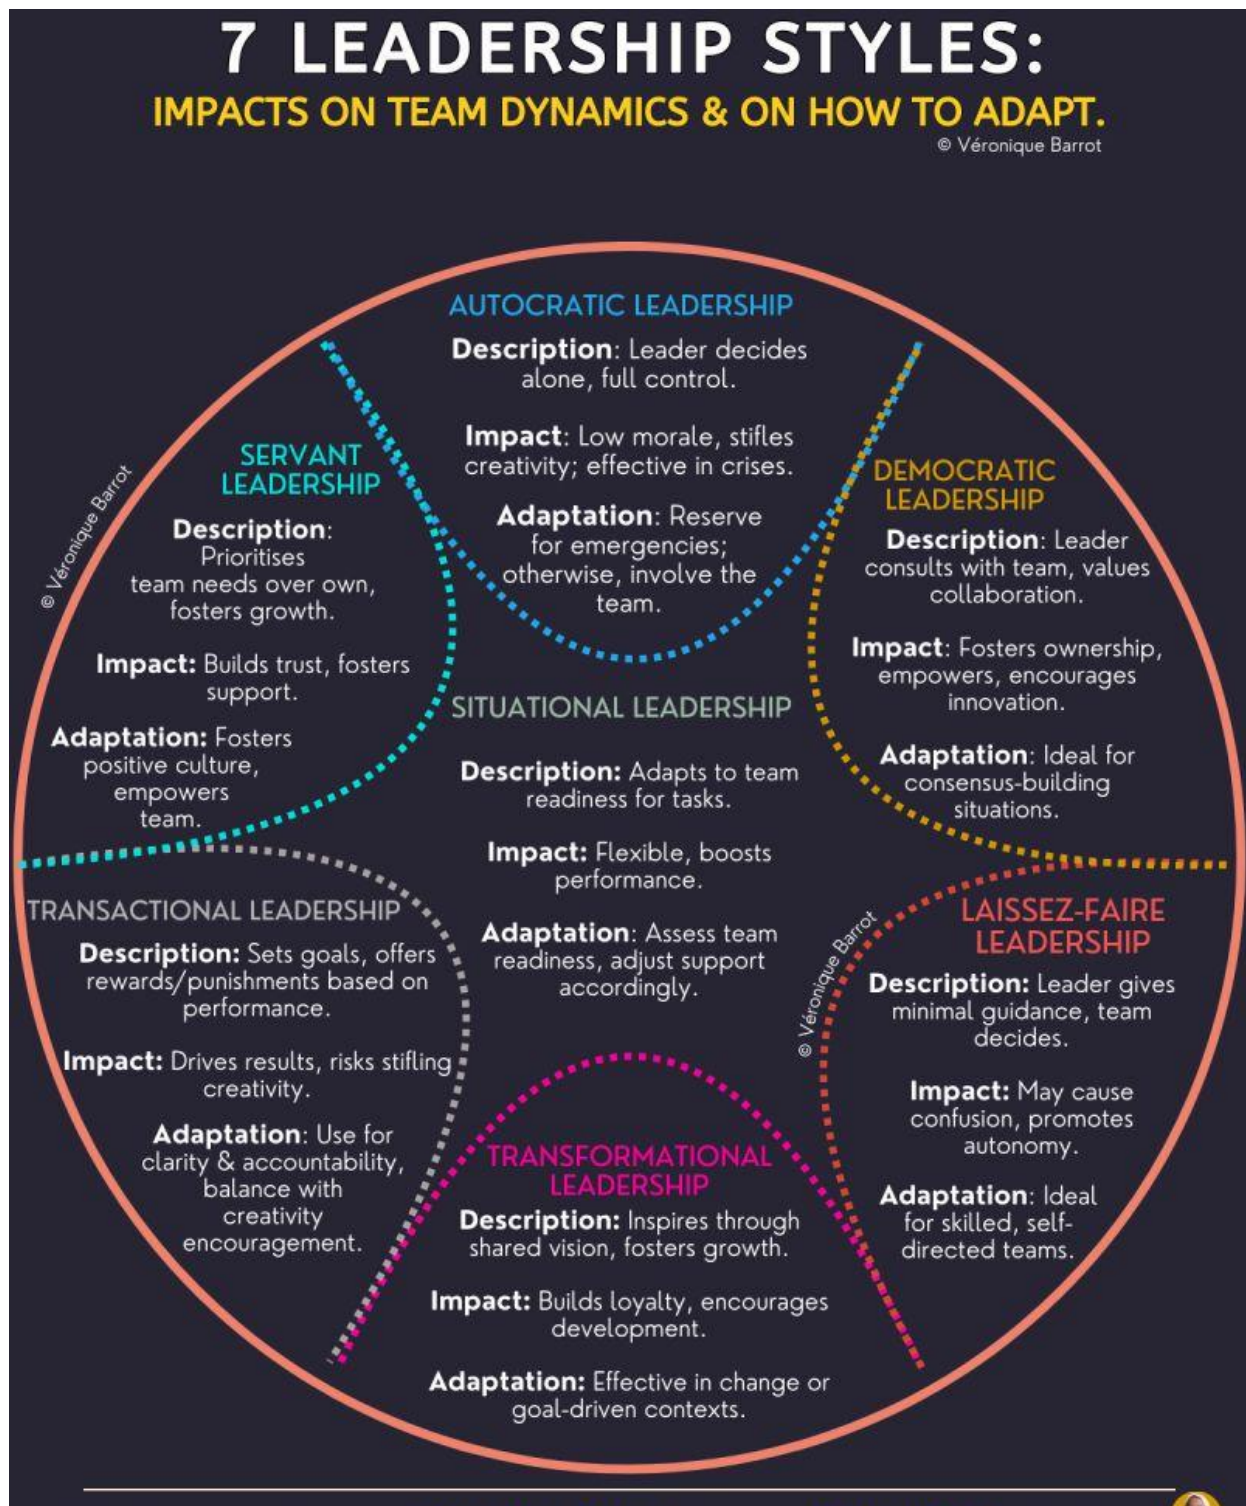 7 LEADERSHIP STYLES:
IMPACTS ON TEAM DYNAMICS & ON HOW TO ADAPT.
© Véronique Barrot
AUTOCRATIC LEADERSHIP
Description: Leader decides
alone, full control.
Impact: Low morale, stifles
creativity; effective in crises.
Adaptation: Reserve
for emergencies;
otherwise, involve the
team.
DEMOCRATIC
LEADERSHIP
Description: Leader
consults with team, values
collaboration.
Impact: Fosters ownership,
empowers, encourages
innovation.
Adaptation: Ideal for
consensus-building
situations.
LAISSEZ-FAIRE
LEADERSHIP
Description: Leader gives
minimal guidance, team
decides.
Impact: May cause
confusion, promotes
autonomy.
Adaptation: Ideal
for skilled, self-
directed teams.
© Véronique Barrot
TRANSFORMATIONAL
LEADERSHIP
Description: Inspires through
shared vision, fosters growth.
Impact: Builds loyalty, encourages
development.
Adaptation: Effective in change or
goal-driven contexts.
TRANSACTIONAL LEADERSHIP
Description: Sets goals, offers
rewards/punishments based on
performance.
Impact: Drives results, risks stifling
creativity.
Adaptation: Use for
clarity & accountability,
balance with
creativity
encouragement.
SERVANT
LEADERSHIP
Description:
Prioritises
team needs over own,
fosters growth.
Impact: Builds trust, fosters
support.
Adaptation: Fosters
positive culture,
empowers
team.
© Véronique Barrot
SITUATIONAL LEADERSHIP
Description: Adapts to team
readiness for tasks.
Impact: Flexible, boosts
performance.
Adaptation: Assess team
readiness, adjust support
accordingly.